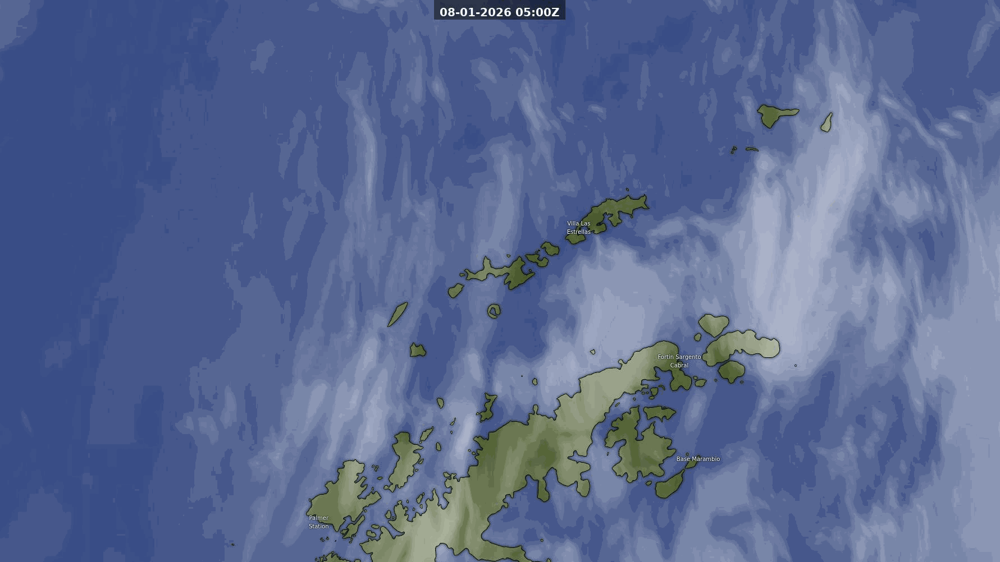 08-01-2026 05:00Z
Villa Las
Estrellas
Fortin Sargento
Cabral
Base Marambio
Palmer
Station